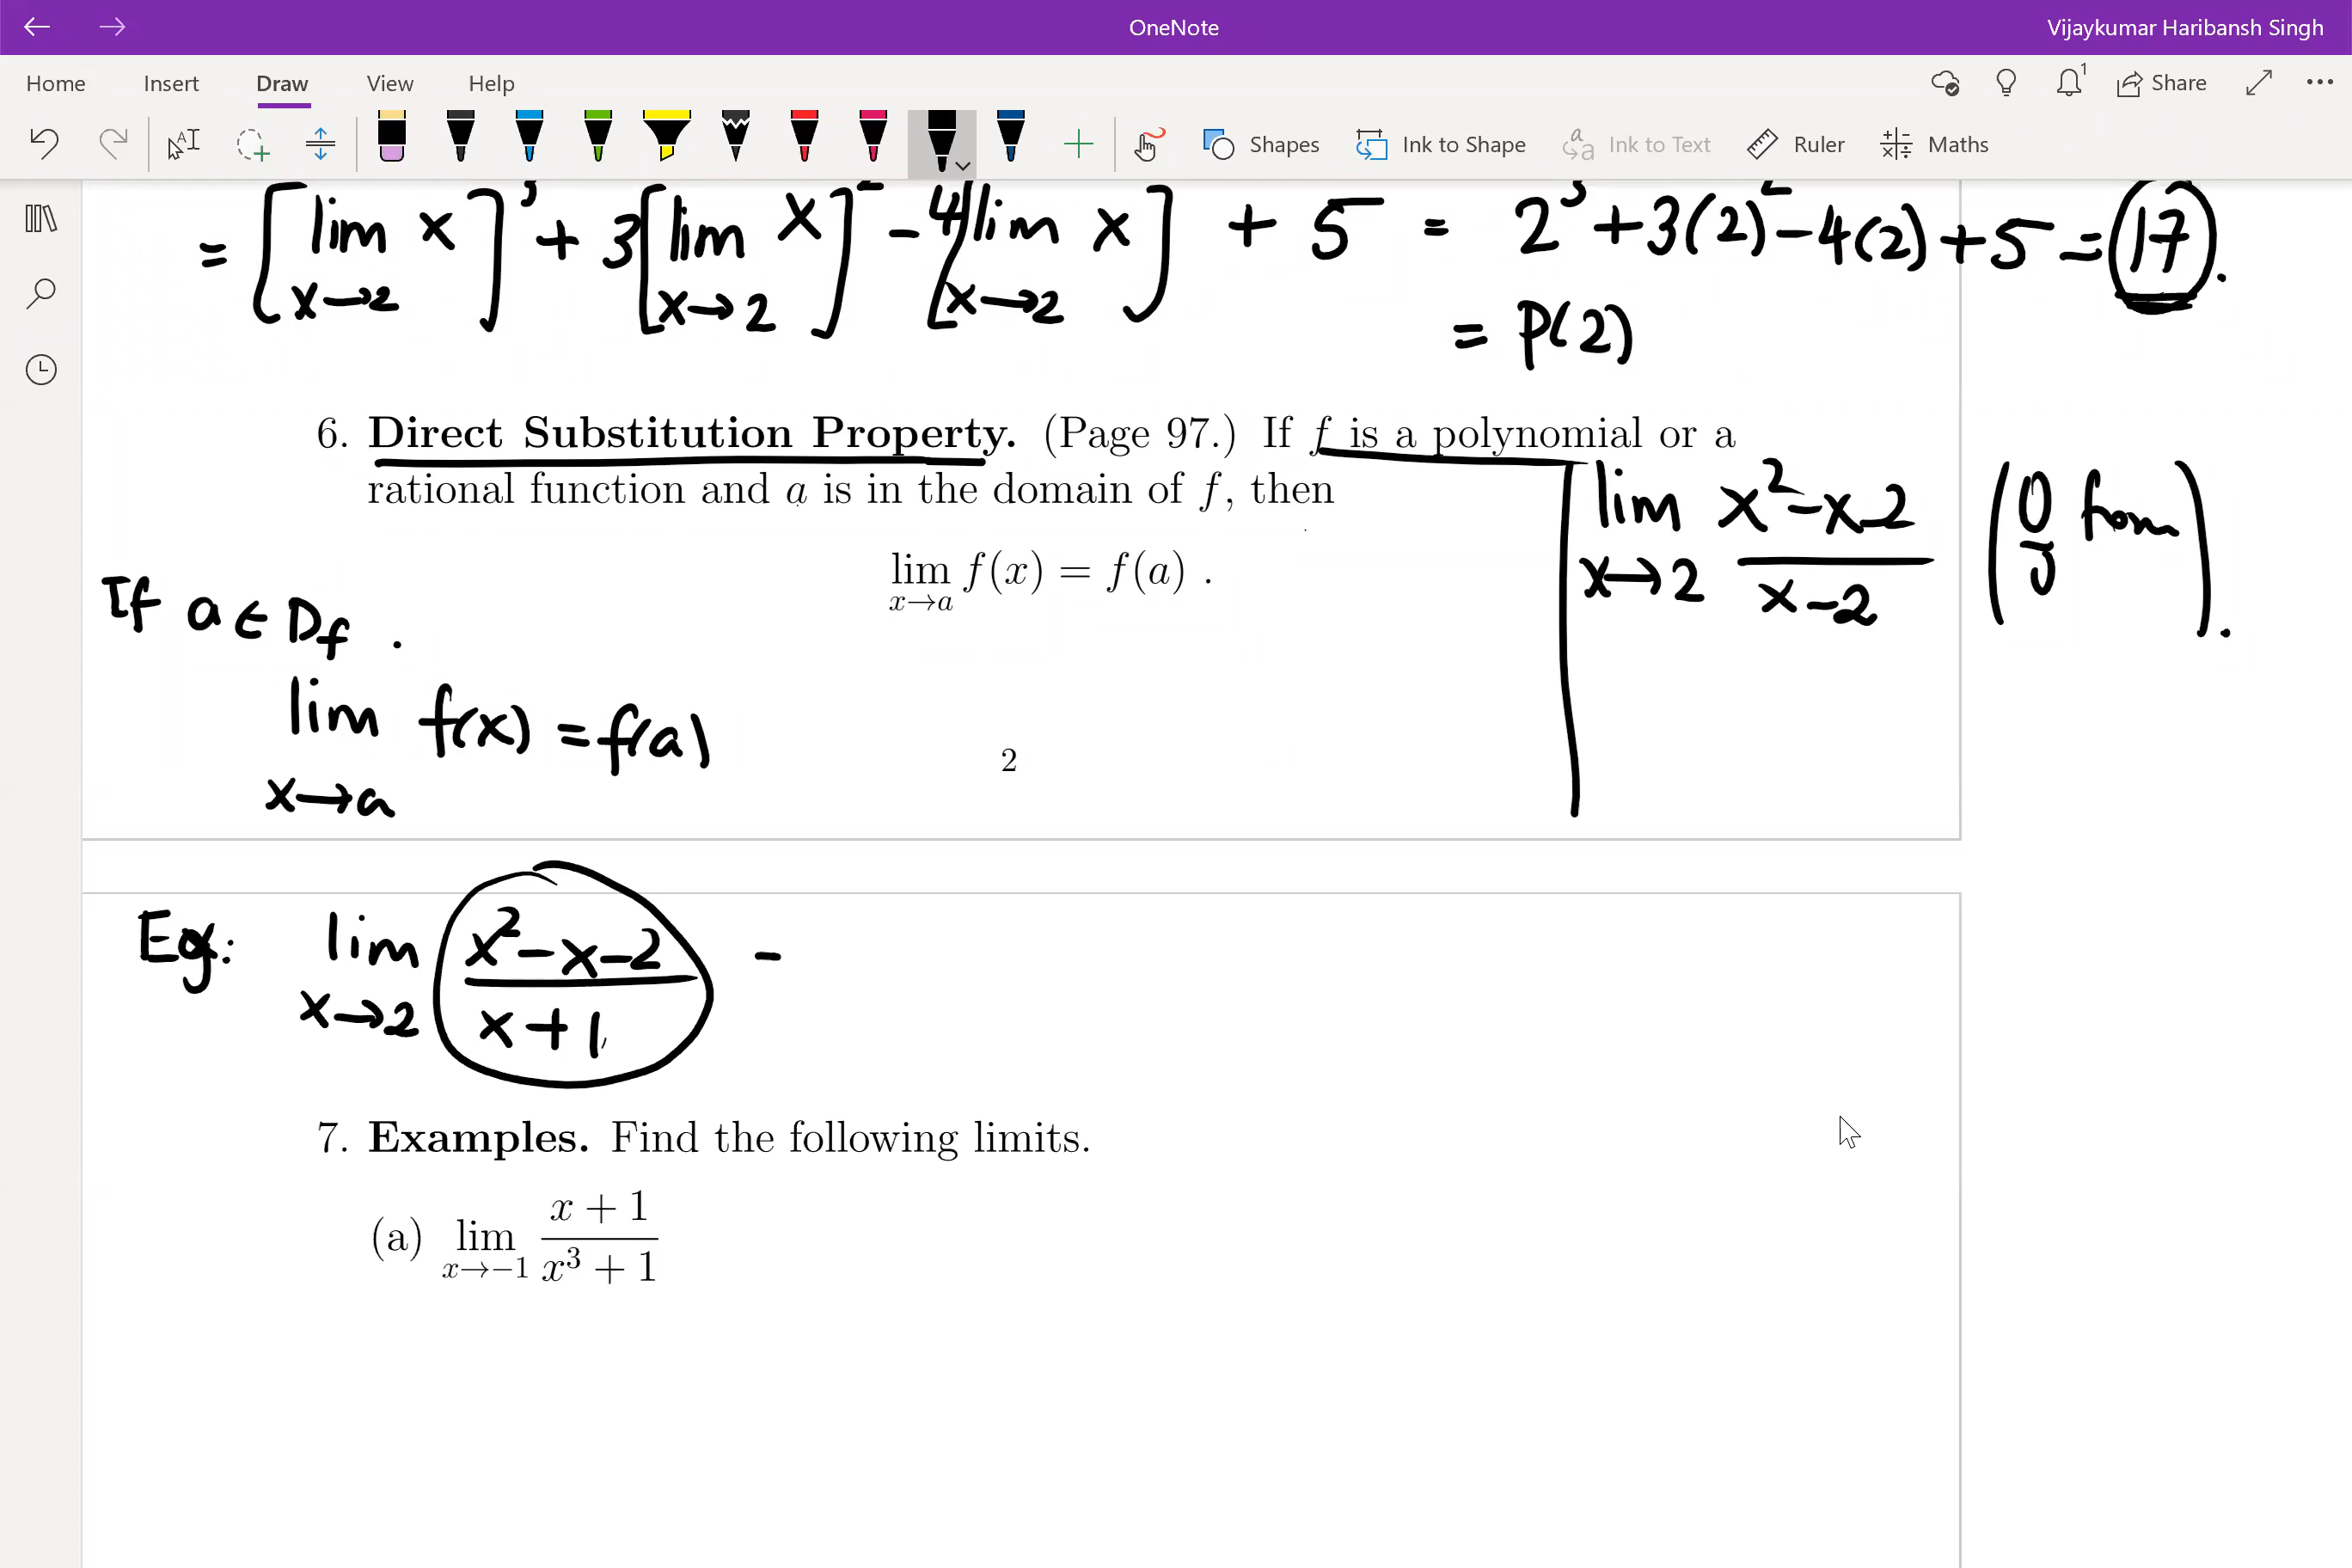 OneNote
Vijaykumar Haribansh Singh
Home Insert Draw View Help
1 Share
Shapes Ink to Shape Ink to Text Ruler Maths
= [lim x→2 x]³ + 3[lim x→2 x]² - 4[lim x→2 x] + 5 = 2³+3(2)²-4(2)+5=17.
= P(2)
6. Direct Substitution Property. (Page 97.) If f is a polynomial or a
rational function and a is in the domain of f, then
lim x→a f(x) = f(a) .
lim x→2 (x²-x-2)/(x-2) (0/0 from).
If a ∈ Df .
lim x→a f(x) = f(a)
2
Eg: lim x→2 (x²-x-2)/(x+1) -
7. Examples. Find the following limits.
(a) lim x→-1 (x + 1)/(x³ + 1)